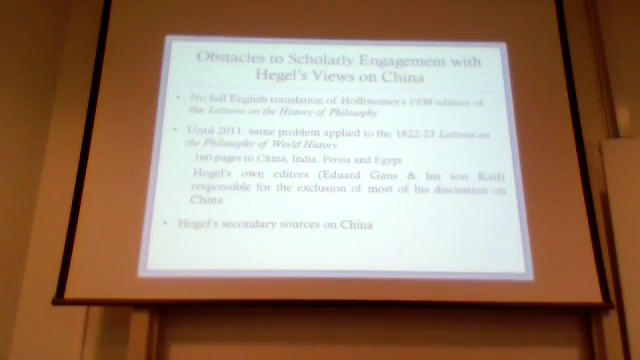 Obstacles to Scholarly Engagement with
Hegel's Views on China
• No full English translation of Hoffmeister's 1938 edition of
the Lectures on the History of Philosophy
• Until 2011: same problem applied to the 1822-23 Lectures on
the Philosophy of World History
160 pages to China, India, Persia and Egypt
Hegel's own editors (Eduard Gans & his son Karl)
responsible for the exclusion of most of his discussion on
China
• Hegel's secondary sources on China